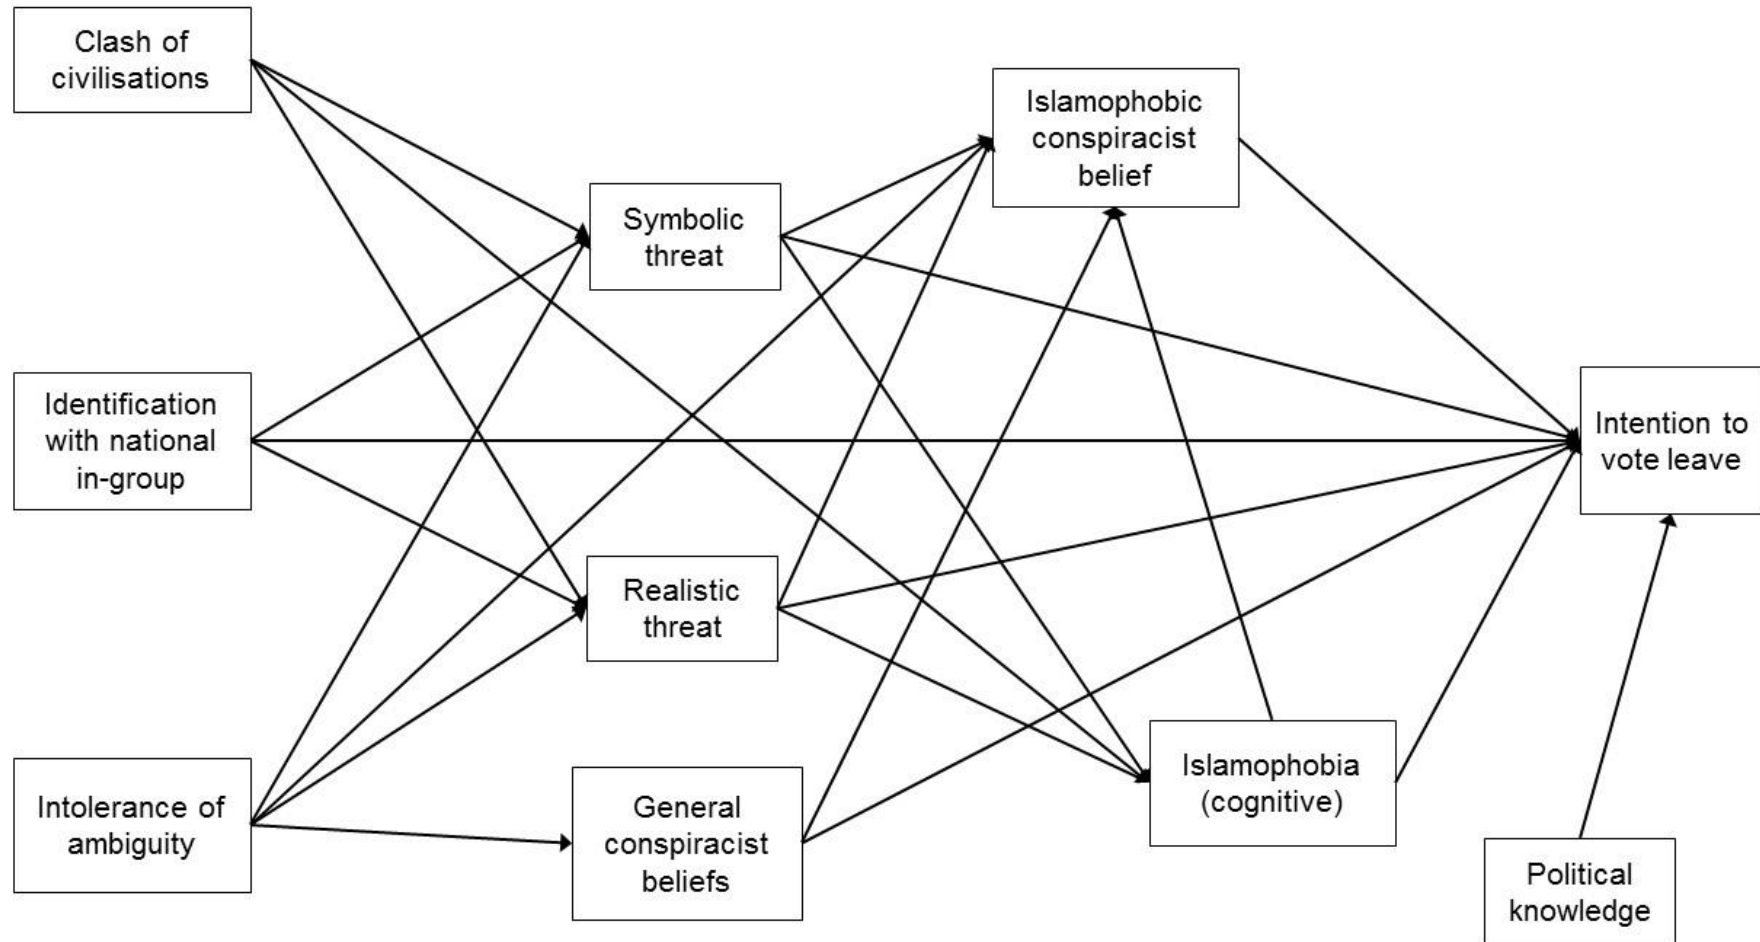 Clash of
civilisations
Islamophobic
conspiracist
belief
Symbolic
threat
Identification
with national
in-group
Intention to
vote leave
Realistic
threat
Intolerance of
ambiguity
General
conspiracist
beliefs
Islamophobia
(cognitive)
Political
knowledge